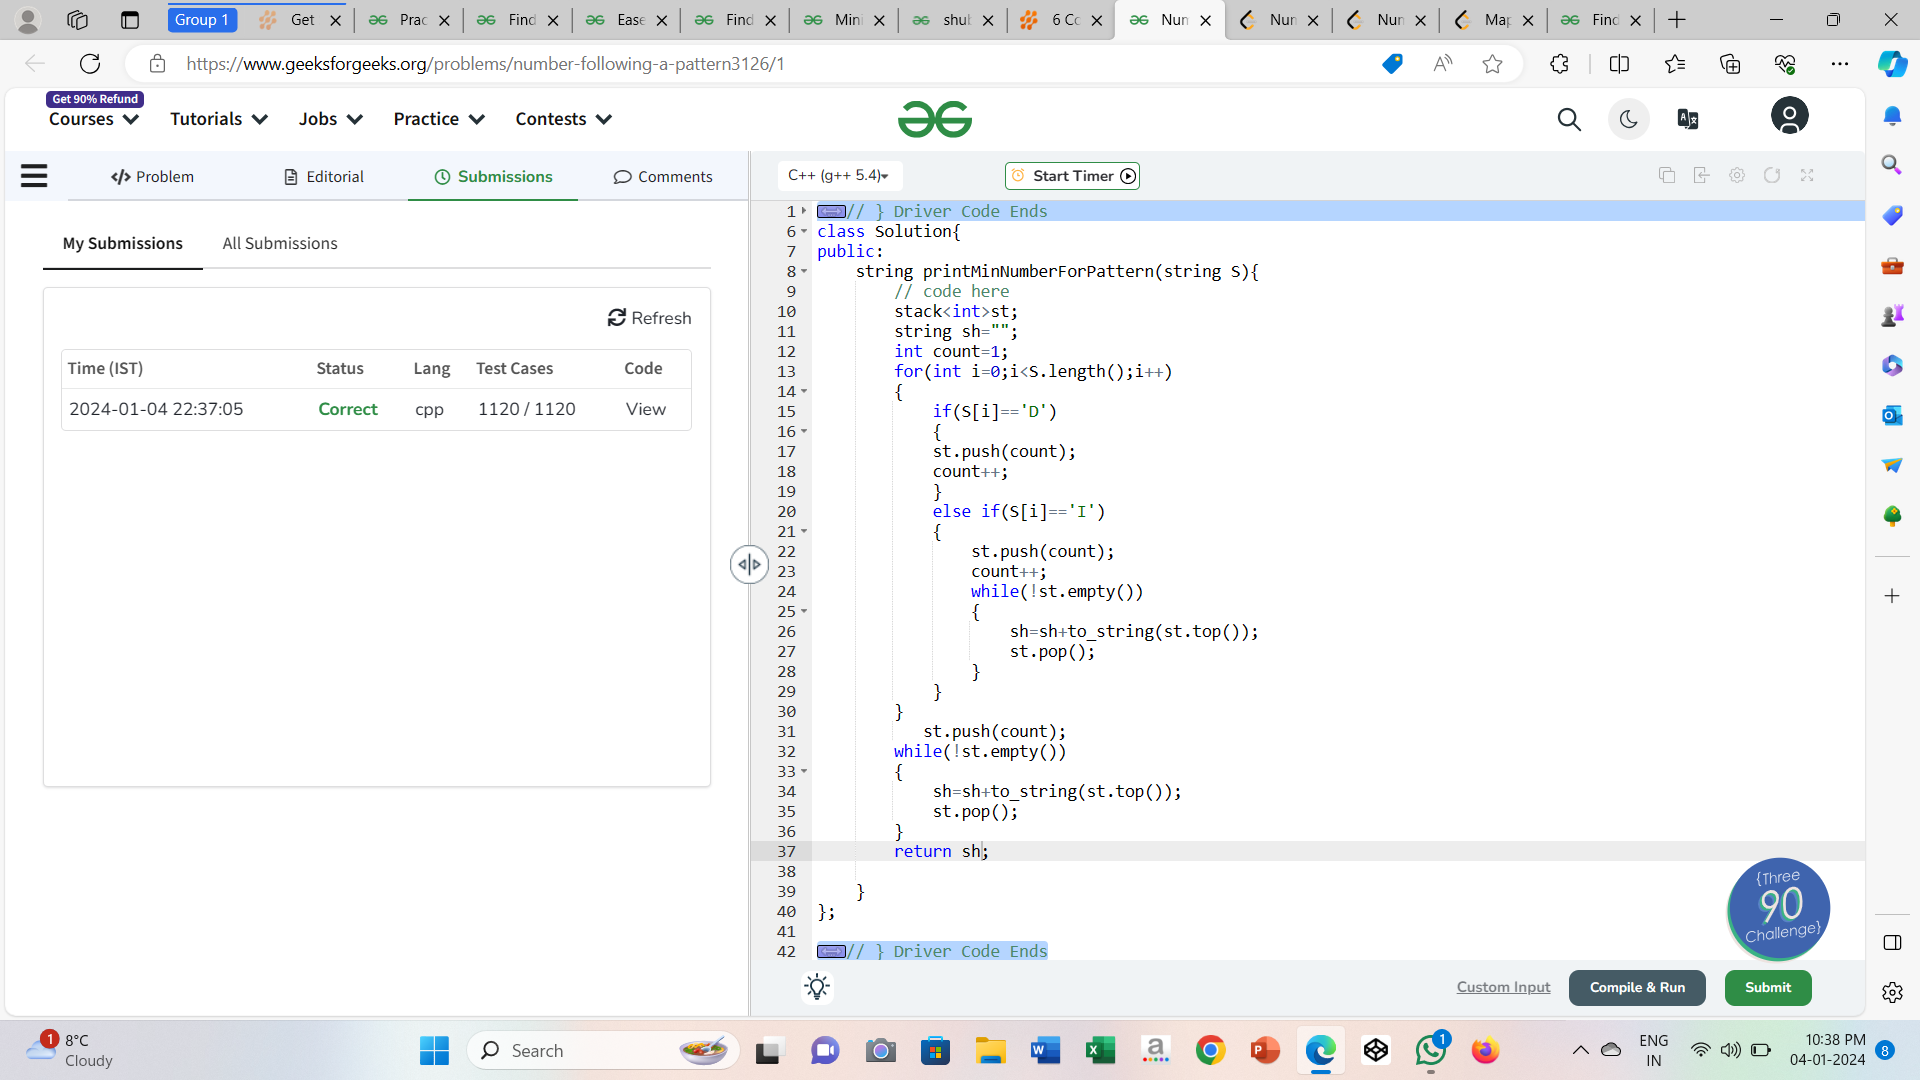 Group 1
Get
Prac
Find
Ease
Find
Mini
shub
6 Co
Num
Num
Num
Map
Find
https://www.geeksforgeeks.org/problems/number-following-a-pattern3126/1
Get 90% Refund
Courses Tutorials Jobs Practice Contests
</> Problem Editorial Submissions Comments
C++ (g++ 5.4) Start Timer
My Submissions All Submissions
Refresh
Time (IST) Status Lang Test Cases Code
2024-01-04 22:37:05 Correct cpp 1120 / 1120 View
1 // } Driver Code Ends
6 class Solution{
7 public:
8 string printMinNumberForPattern(string S){
9 // code here
10 stack<int>st;
11 string sh="";
12 int count=1;
13 for(int i=0;i<S.length();i++)
14 {
15 if(S[i]=='D')
16 {
17 st.push(count);
18 count++;
19 }
20 else if(S[i]=='I')
21 {
22 st.push(count);
23 count++;
24 while(!st.empty())
25 {
26 sh=sh+to_string(st.top());
27 st.pop();
28 }
29 }
30 }
31 st.push(count);
32 while(!st.empty())
33 {
34 sh=sh+to_string(st.top());
35 st.pop();
36 }
37 return sh;
38
39 }
40 };
41
42 // } Driver Code Ends
{Three
90
Challenge}
Custom Input Compile & Run Submit
1
8°C
Cloudy
Search
1
ENG
IN
10:38 PM
04-01-2024
8